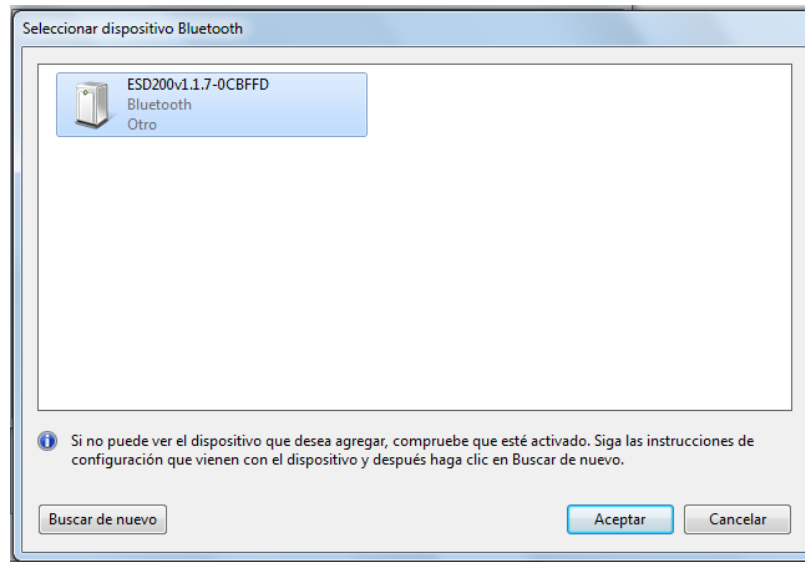 Seleccionar dispositivo Bluetooth
ESD200v1.1.7-0CBFFD
Bluetooth
Otro
Si no puede ver el dispositivo que desea agregar, compruebe que esté activado. Siga las instrucciones de
configuración que vienen con el dispositivo y después haga clic en Buscar de nuevo.
Buscar de nuevo
Aceptar
Cancelar